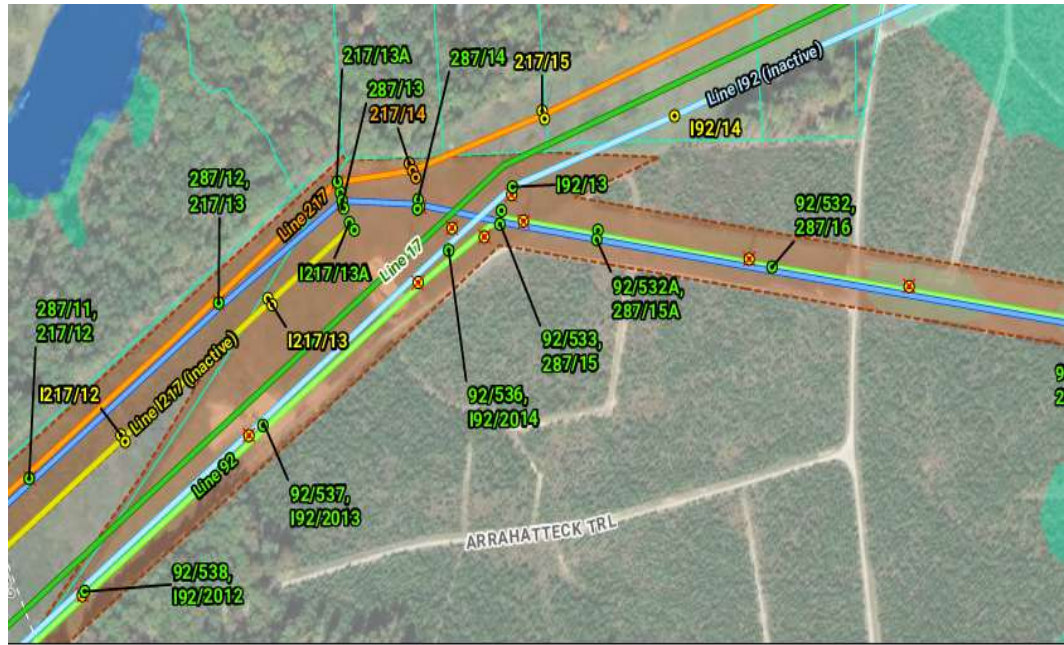 217/13A
287/14
217/15
287/13
217/14
Line I92 (inactive)
I92/14
287/12,
217/13
Line 217
I92/13
92/532,
287/16
I217/13A
Line 17
92/532A,
287/15A
287/11,
217/12
I217/13
92/533,
287/15
I217/12
Line I217 (inactive)
92/536,
I92/2014
9
2
Line 92
92/537,
I92/2013
ARRAHATTECK TRL
92/538,
I92/2012